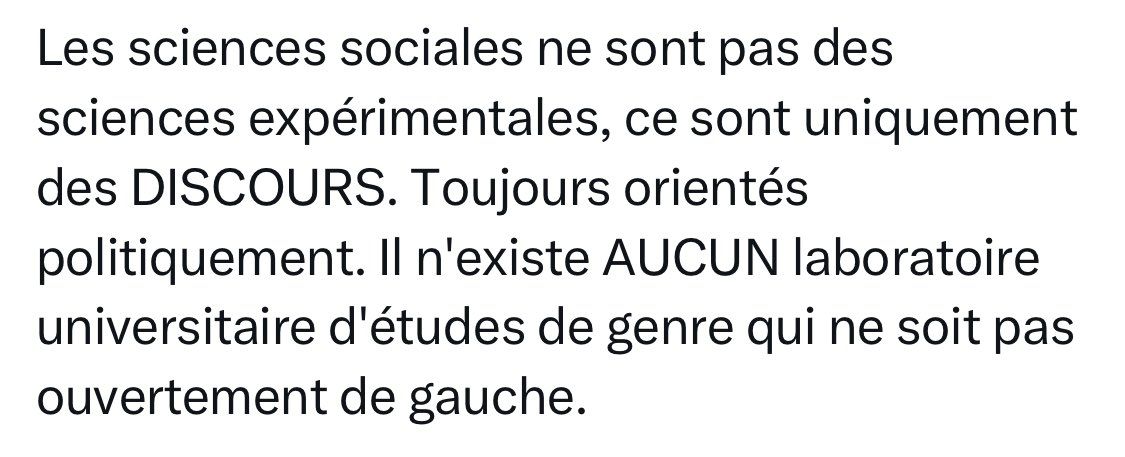 Les sciences sociales ne sont pas des
sciences expérimentales, ce sont uniquement
des DISCOURS. Toujours orientés
politiquement. Il n'existe AUCUN laboratoire
universitaire d'études de genre qui ne soit pas
ouvertement de gauche.